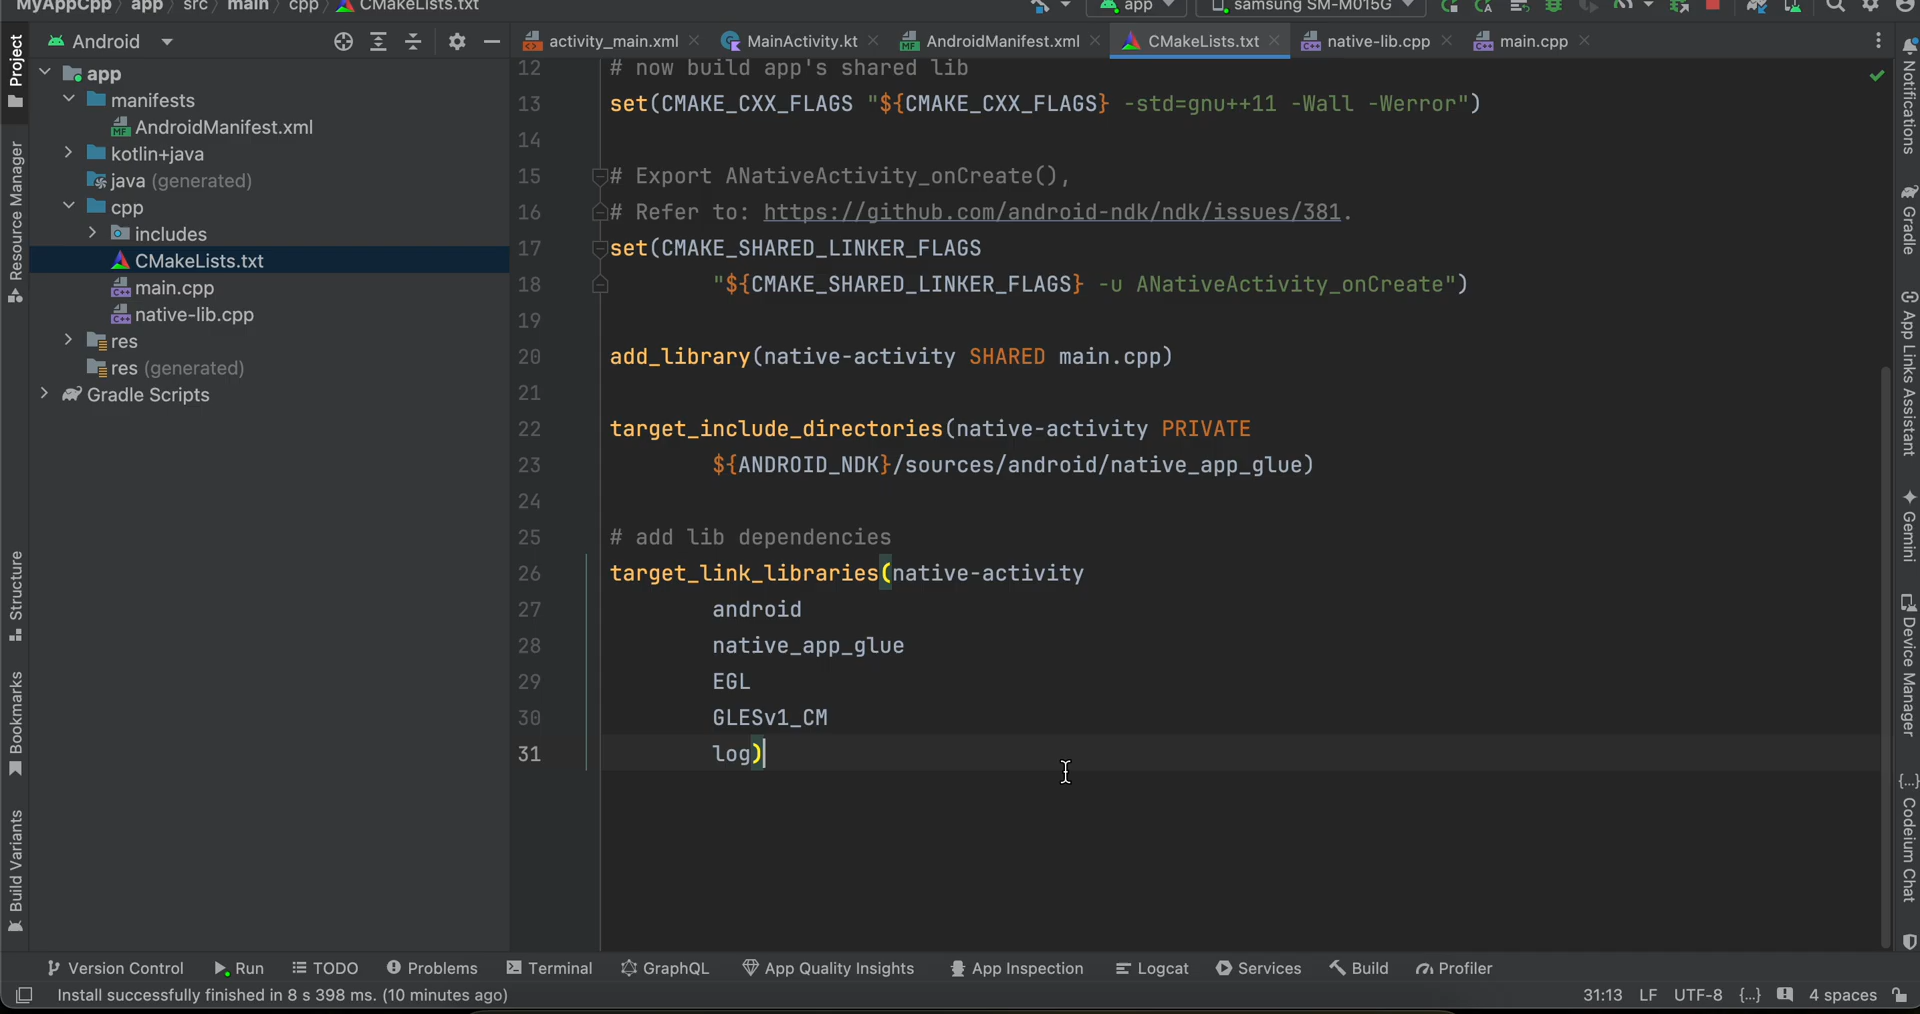 MyAppCpp app src main cpp CMakeLists.txt app samsung SM-M015G
Project
Android
activity_main.xml MainActivity.kt AndroidManifest.xml CMakeLists.txt native-lib.cpp main.cpp
app
manifests
AndroidManifest.xml
kotlin+java
java (generated)
cpp
includes
CMakeLists.txt
main.cpp
native-lib.cpp
res
res (generated)
Gradle Scripts
Resource Manager
Structure
Bookmarks
Build Variants
12 # now build app's shared lib
13 set(CMAKE_CXX_FLAGS "${CMAKE_CXX_FLAGS} -std=gnu++11 -Wall -Werror")
14
15 # Export ANativeActivity_onCreate(),
16 # Refer to: https://github.com/android-ndk/ndk/issues/381.
17 set(CMAKE_SHARED_LINKER_FLAGS
18 "${CMAKE_SHARED_LINKER_FLAGS} -u ANativeActivity_onCreate")
19
20 add_library(native-activity SHARED main.cpp)
21
22 target_include_directories(native-activity PRIVATE
23 ${ANDROID_NDK}/sources/android/native_app_glue)
24
25 # add lib dependencies
26 target_link_libraries(native-activity
27 android
28 native_app_glue
29 EGL
30 GLESv1_CM
31 log)
Notifications
Gradle
App Links Assistant
Gemini
Device Manager
{...} Codeium Chat
Version Control Run TODO Problems Terminal GraphQL App Quality Insights App Inspection Logcat Services Build Profiler
Install successfully finished in 8 s 398 ms. (10 minutes ago) 31:13 LF UTF-8 {...} 4 spaces